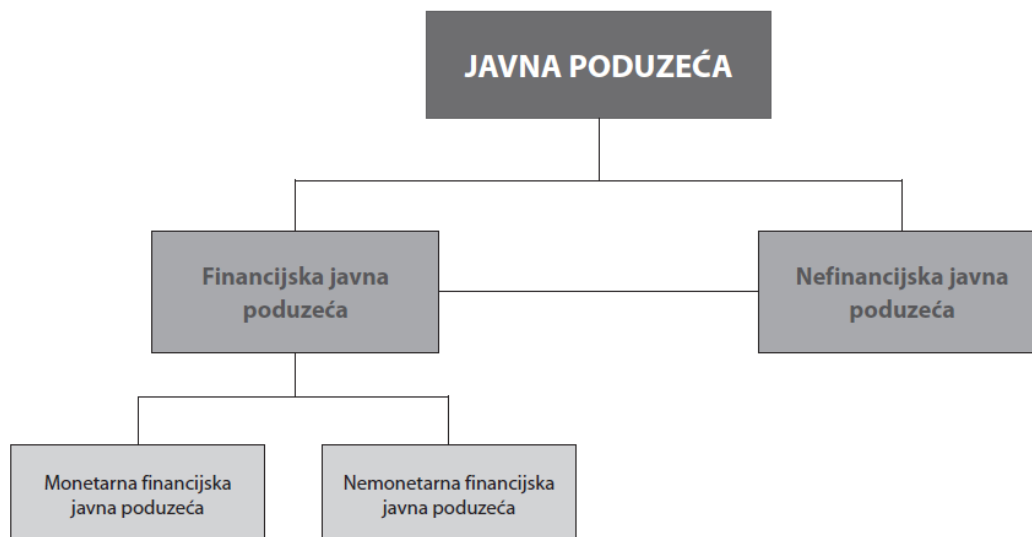 JAVNA PODUZEĆA
Financijska javna
poduzeća
Nefinancijska javna
poduzeća
Monetarna financijska
javna poduzeća
Nemonetarna financijska
javna poduzeća